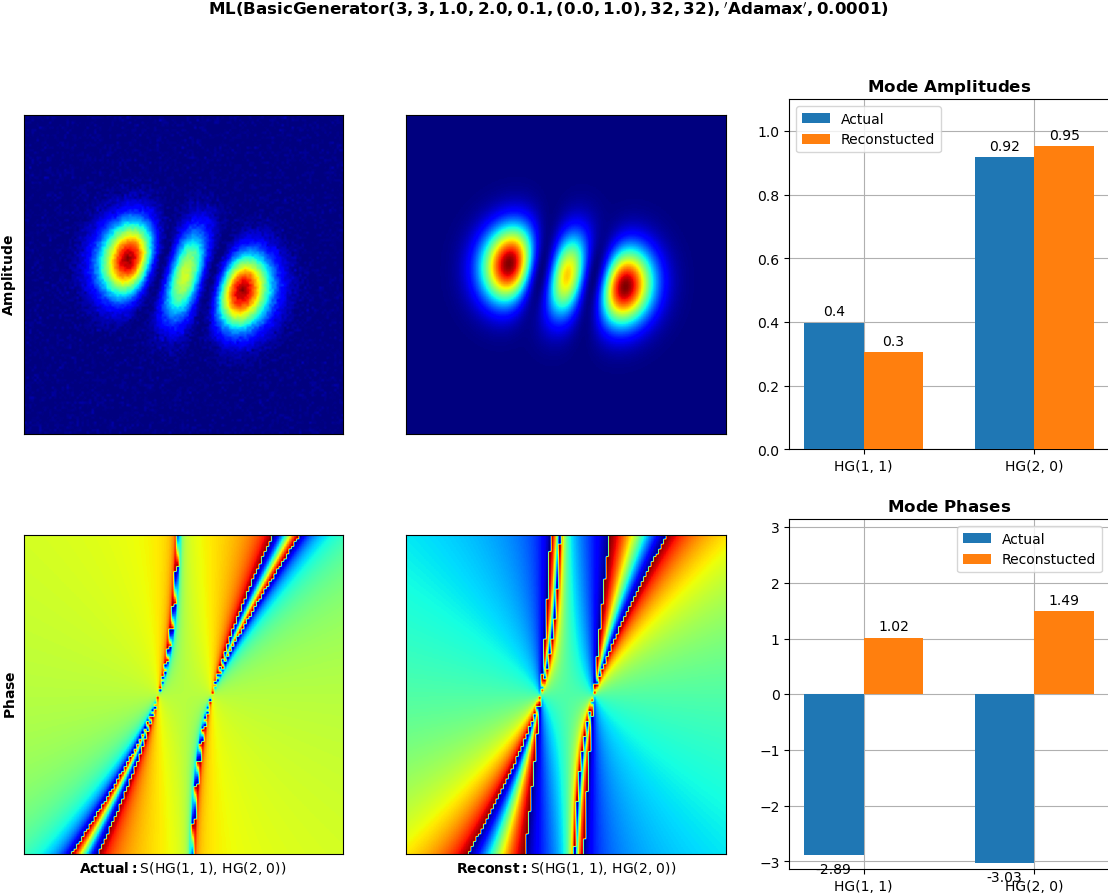 ML(BasicGenerator(3, 3, 1.0, 2.0, 0.1, (0.0, 1.0), 32, 32), 'Adamax', 0.0001)
Amplitude
Mode Amplitudes
Actual
Reconstucted
1.0
0.8
0.6
0.4
0.2
0.0
0.4
0.3
0.92
0.95
HG(1, 1)
HG(2, 0)
Phase
Actual: S(HG(1, 1), HG(2, 0))
Reconst: S(HG(1, 1), HG(2, 0))
Mode Phases
Actual
Reconstucted
3
2
1
0
−1
−2
−3
1.02
1.49
-2.89
-3.03
HG(1, 1)
HG(2, 0)